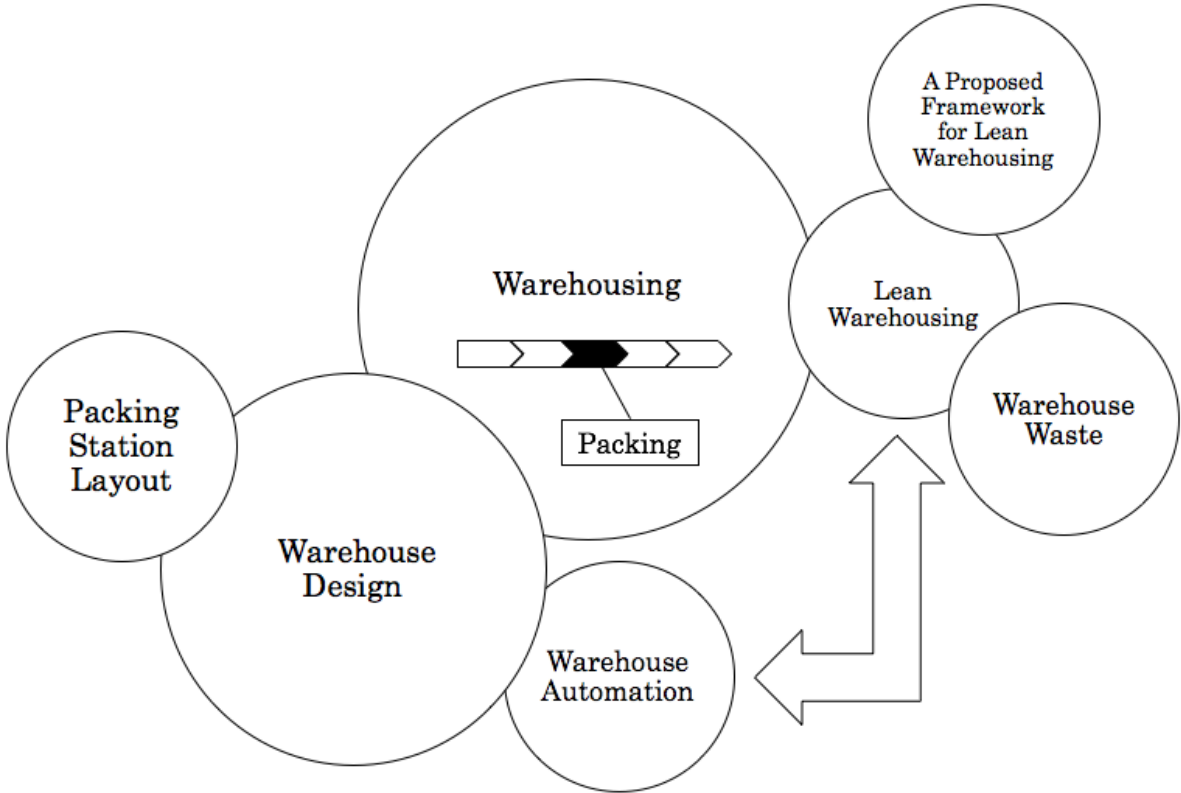 A Proposed
Framework
for Lean
Warehousing
Warehousing
Lean
Warehousing
Packing
Station
Layout
Packing
Warehouse
Waste
Warehouse
Design
Warehouse
Automation